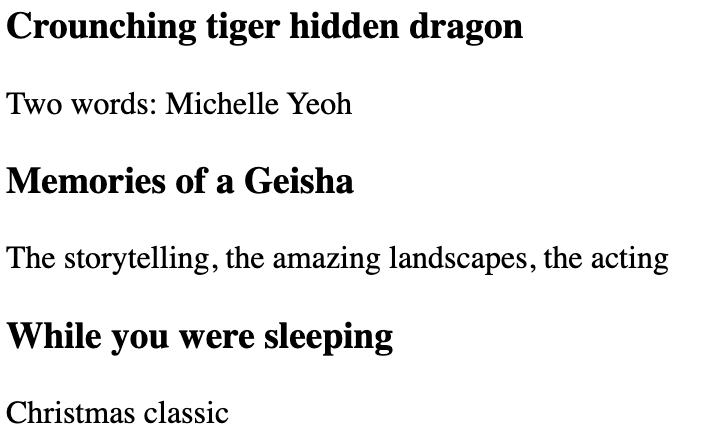 Crounching tiger hidden dragon
Two words: Michelle Yeoh
Memories of a Geisha
The storytelling, the amazing landscapes, the acting
While you were sleeping
Christmas classic